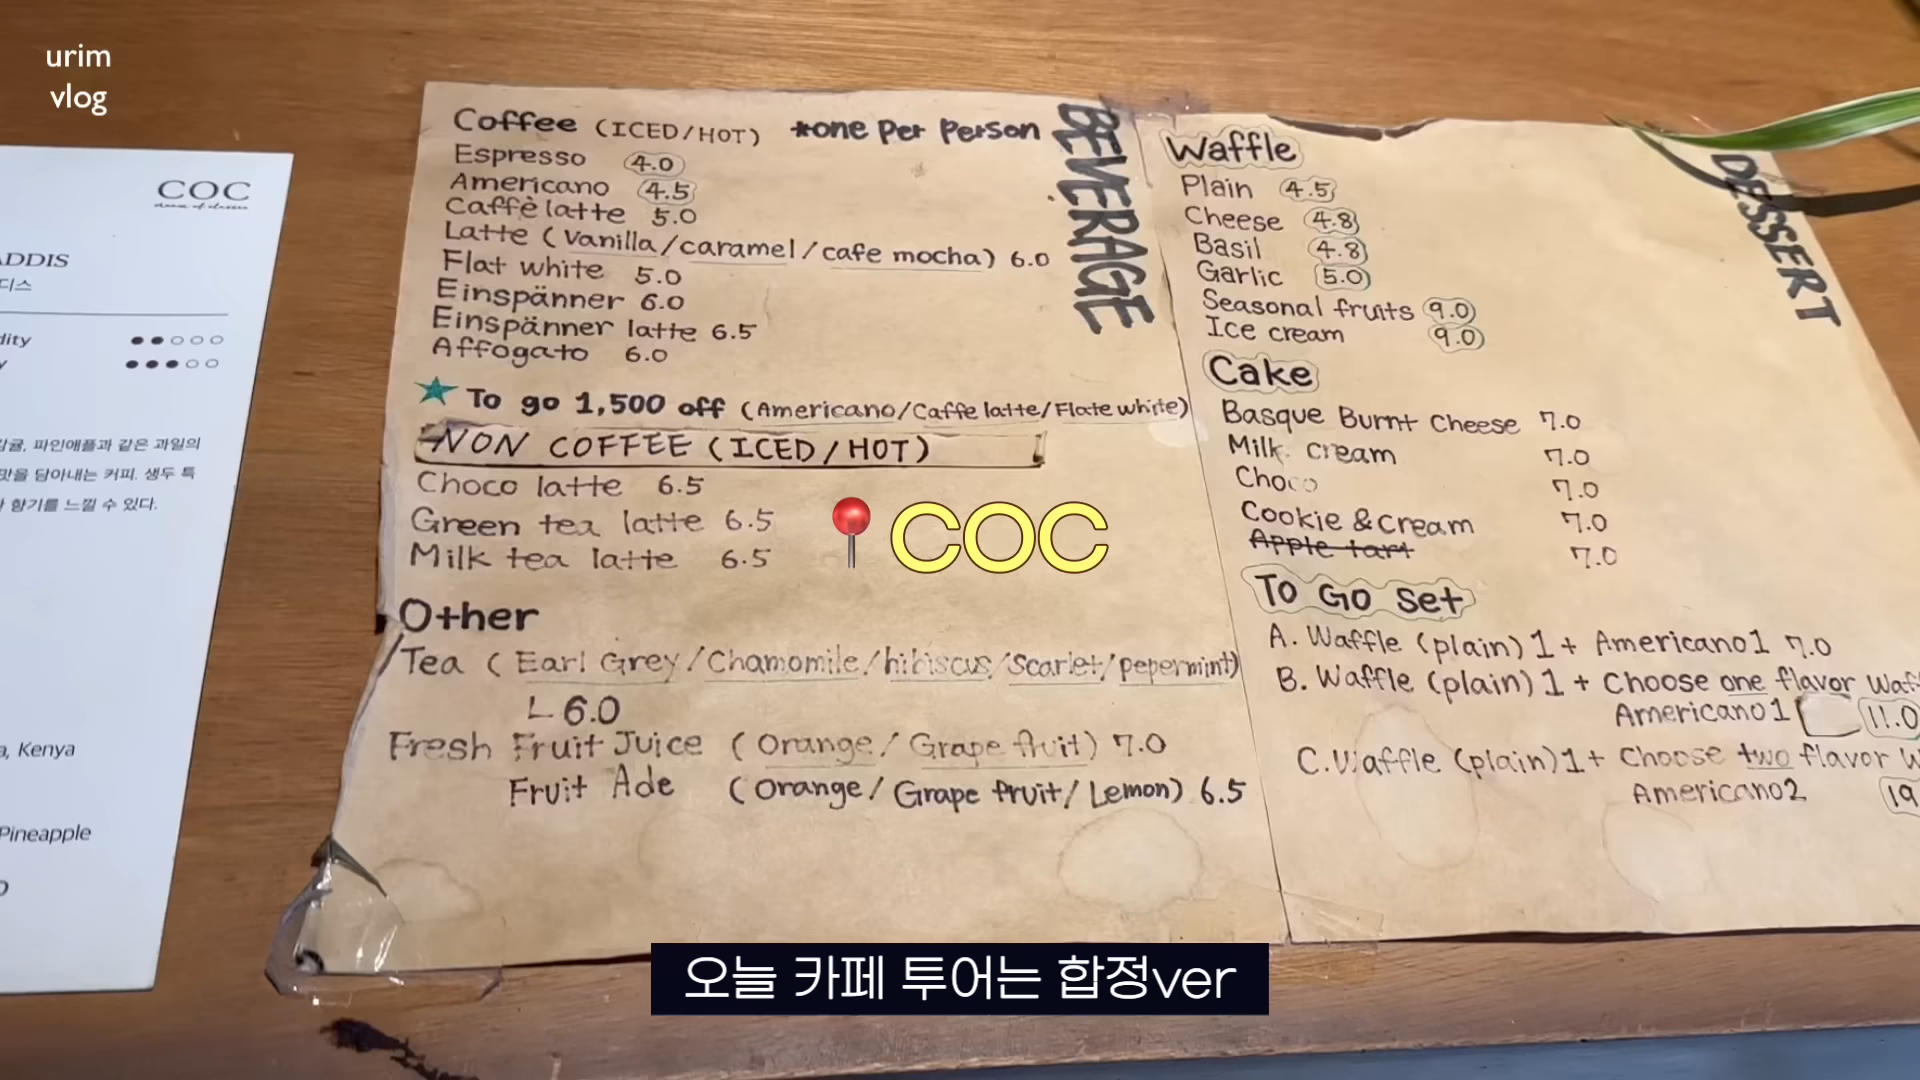 urim
vlog
COC
ADDIS
디스
dity
감귤, 파인애플과 같은 과일의
맛을 담아내는 커피. 생두 특
향기를 느낄 수 있다.
a, Kenya
Pineapple
BEVERAGE
Coffee (ICED/HOT) *one per person
Espresso 4.0
Americano 4.5
Caffè latte 5.0
Latte (vanilla/caramel/cafe mocha) 6.0
Flat white 5.0
Einspänner 6.0
Einspänner latte 6.5
Affogato 6.0
★ To go 1,500 off (Americano/Caffe latte/Flate white)
NON COFFEE (ICED/HOT)
Choco latte 6.5
Green tea latte 6.5
Milk tea latte 6.5
Other
Tea (Earl Grey/Chamomile/hibiscus/scarlet/pepermint)
6.0
Fresh Fruit Juice (Orange/Grape fruit) 7.0
Fruit Ade (Orange/Grape fruit/Lemon) 6.5
DESSERT
Waffle
Plain 4.5
Cheese 4.8
Basil 4.8
Garlic 5.0
Seasonal fruits 9.0
Ice cream 9.0
Cake
Basque Burnt Cheese 7.0
Milk cream 7.0
Choco 7.0
Cookie & Cream 7.0
Apple tart 7.0
To Go Set
A. Waffle (plain) 1 + Americano1 7.0
B. Waffle (plain) 1 + Choose one flavor Waf
Americano1 11.0
C. Waffle (plain) 1 + Choose two flavor W
Americano2 19
COC
오늘 카페 투어는 합정ver